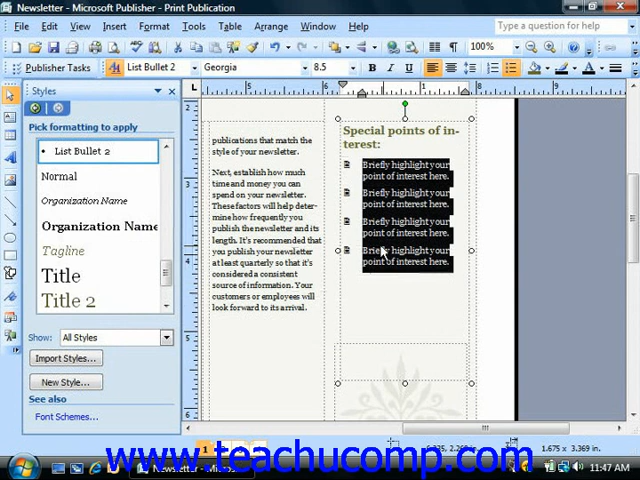 Newsletter - Microsoft Publisher - Print Publication
File Edit View Insert Format Tools Table Arrange Window Help
Type a question for help
100%
Publisher Tasks List Bullet 2 Georgia 8.5
Styles
Pick formatting to apply
• List Bullet 2
Normal
Organization Name
Organization Name
Tagline
Title
Title 2
Show: All Styles
Import Styles...
New Style...
See also
Font Schemes...
publications that match the
style of your newsletter.
Next, establish how much
time and money you can
spend on your newsletter.
These factors will help deter-
mine how frequently you
publish the newsletter and its
length. It's recommended that
you publish your newsletter
at least quarterly so that it's
considered a consistent
source of information. Your
customers or employees will
look forward to its arrival.
Special points of in-
terest:
Briefly highlight your
point of interest here.
Briefly highlight your
point of interest here.
Briefly highlight your
point of interest here.
Briefly highlight your
point of interest here.
1.675 x 3.369 in.
www.teachucomp.com
Newsletter - Micros...
11:47 AM